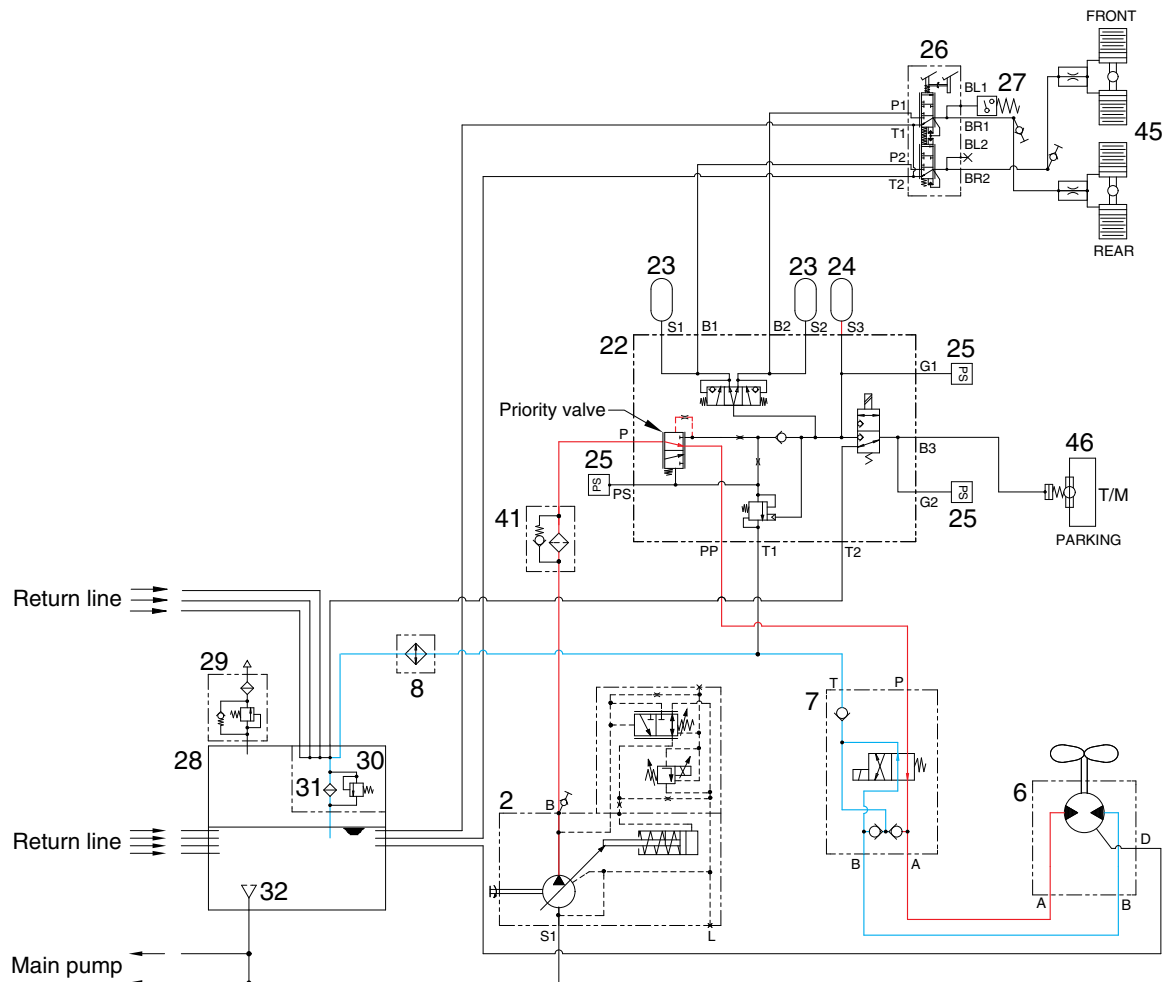 FRONT
26
BL1
27
P1
T1
BR1
BL2
P2
T2
BR2
45
REAR
23
23
24
S1
B1
B2
S2
S3
22
G1
25
PS
Priority valve
P
25
PS
PS
B3
46
T/M
G2
25
PS
PARKING
41
PP
T1
T2
Return line
29
8
T
P
7
28
30
31
2
B
6
Return line
32
D
B
A
A
B
S1
L
Main pump